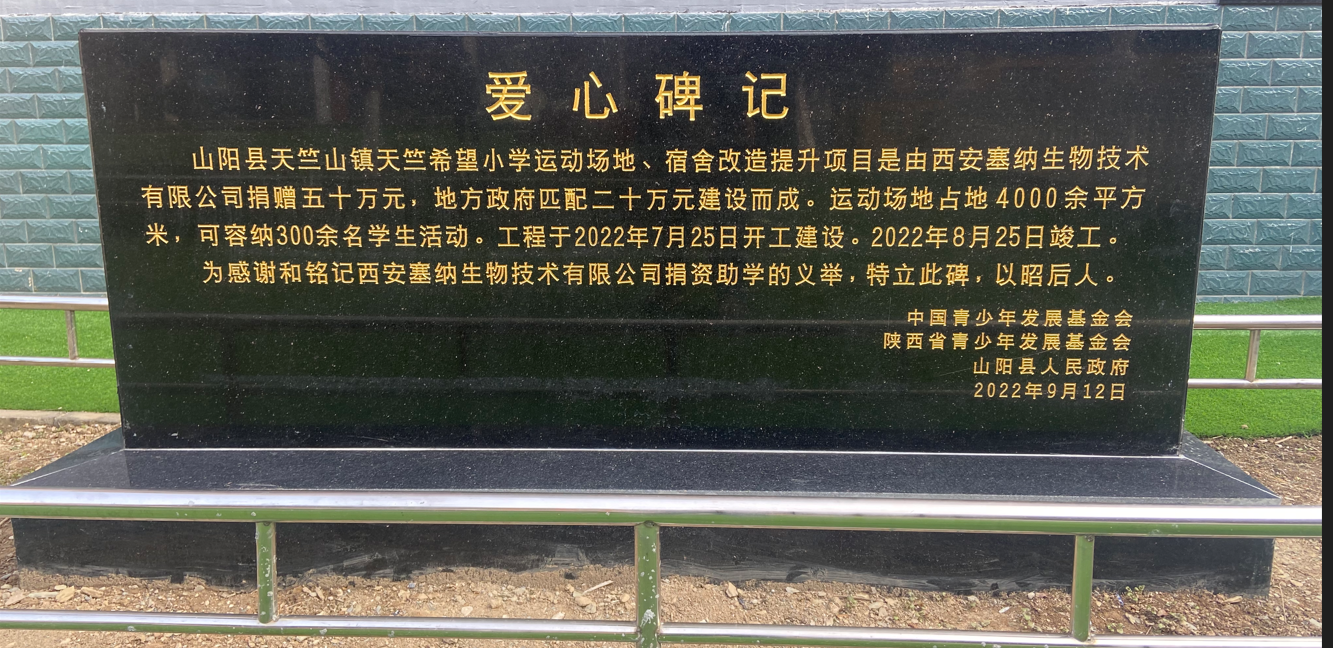 爱心碑记
山阳县天竺山镇天竺希望小学运动场地、宿舍改造提升项目是由西安塞纳生物技术
有限公司捐赠五十万元，地方政府匹配二十万元建设而成。运动场地占地4000余平方
米，可容纳300余名学生活动。工程于2022年7月25日开工建设。2022年8月25日竣工。
为感谢和铭记西安塞纳生物技术有限公司捐资助学的义举，特立此碑，以昭后人。
中国青少年发展基金会
陕西省青少年发展基金会
山阳县人民政府
2022年9月12日